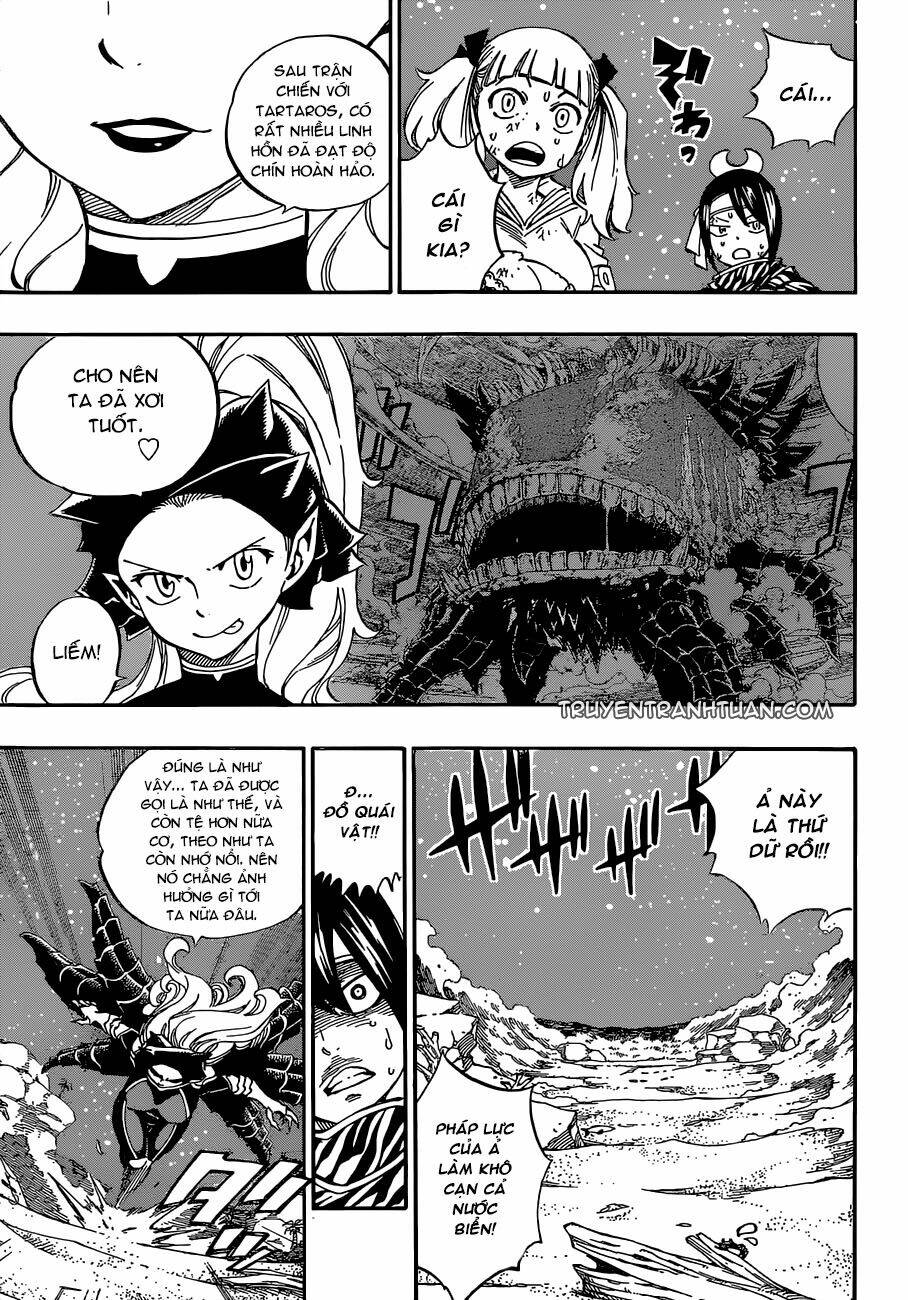 CÁI...
ぞ
わっ
CÁI
GÌ
KIA?
SAU TRẬN
CHIẾN VỚI
TARTAROS, CÓ
RẤT NHIỀU LINH
HỒN ĐÃ ĐẠT ĐỘ
CHÍN HOÀN HẢO.
CHO NÊN
TA ĐÃ XƠI
TUỐT.
♡
LIẾM!
TRUYENTRANHTUAN.COM
Ả NÀY
LÀ THỨ
DỮ RỒI!!
PHÁP LỰC
CỦA Ả
LÀM KHÔ
CẠN CẢ
NƯỚC
BIỂN!
Đ...
ĐỒ QUÁI
VẬT!!
ĐÚNG LÀ NHƯ
VẬY... TA ĐÃ ĐƯỢC
GỌI LÀ NHƯ THẾ, VÀ
CÒN TỆ HƠN NỮA
CƠ, THEO NHƯ TA
CÒN NHỚ NỔI. NÊN
NÓ CHẲNG ẢNH
HƯỞNG GÌ TỚI
TA NỮA ĐÂU.